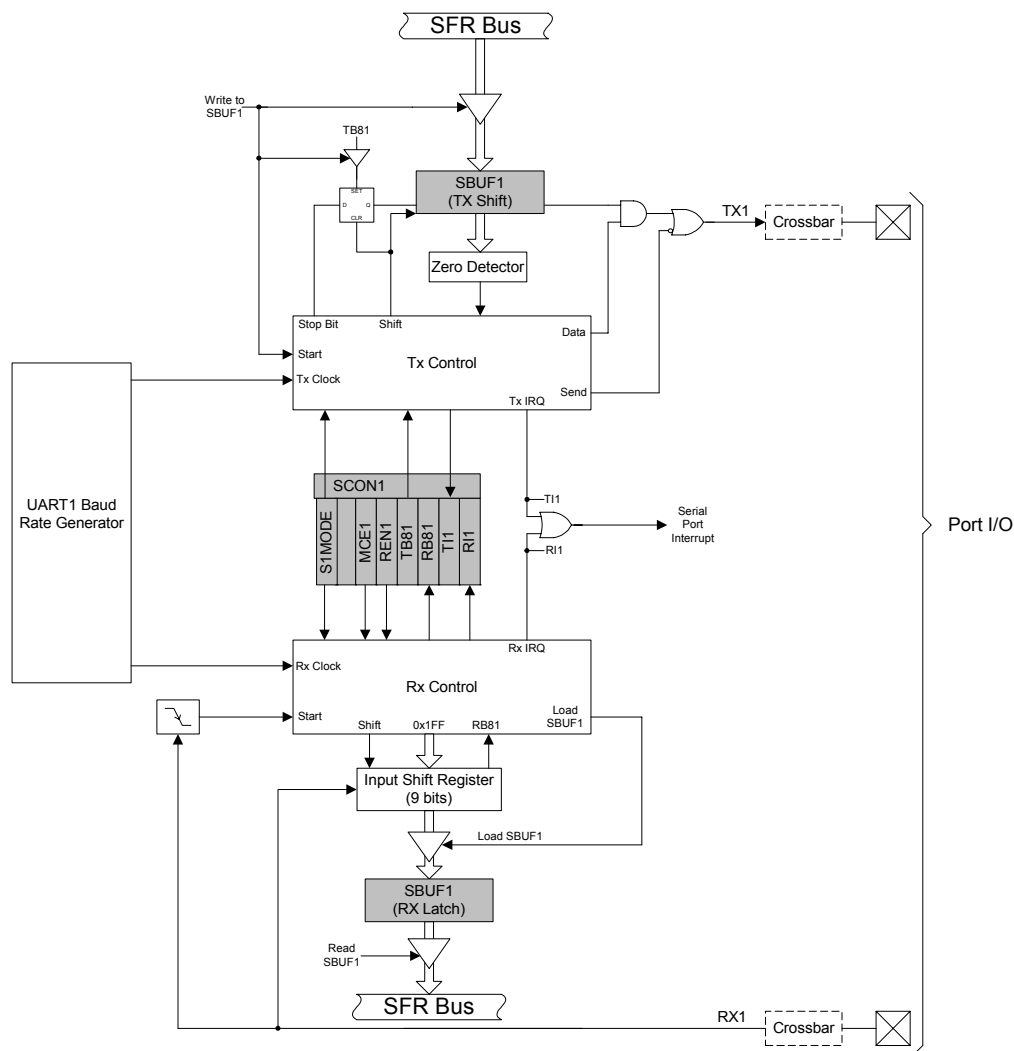 SFR Bus
Write to
SBUF1
TB81
SET
D
Q
CLR
SBUF1
(TX Shift)
TX1
Crossbar
Zero Detector
Stop Bit
Shift
Data
Start
Tx Control
Tx Clock
Send
Tx IRQ
UART1 Baud
Rate Generator
SCON1
S1MODE
MCE1
REN1
TB81
RB81
TI1
RI1
TI1
RI1
Serial
Port
Interrupt
Port I/O
Rx IRQ
Rx Clock
Rx Control
Start
Load
SBUF1
Shift
0x1FF
RB81
Input Shift Register
(9 bits)
Load SBUF1
SBUF1
(RX Latch)
Read
SBUF1
SFR Bus
RX1
Crossbar